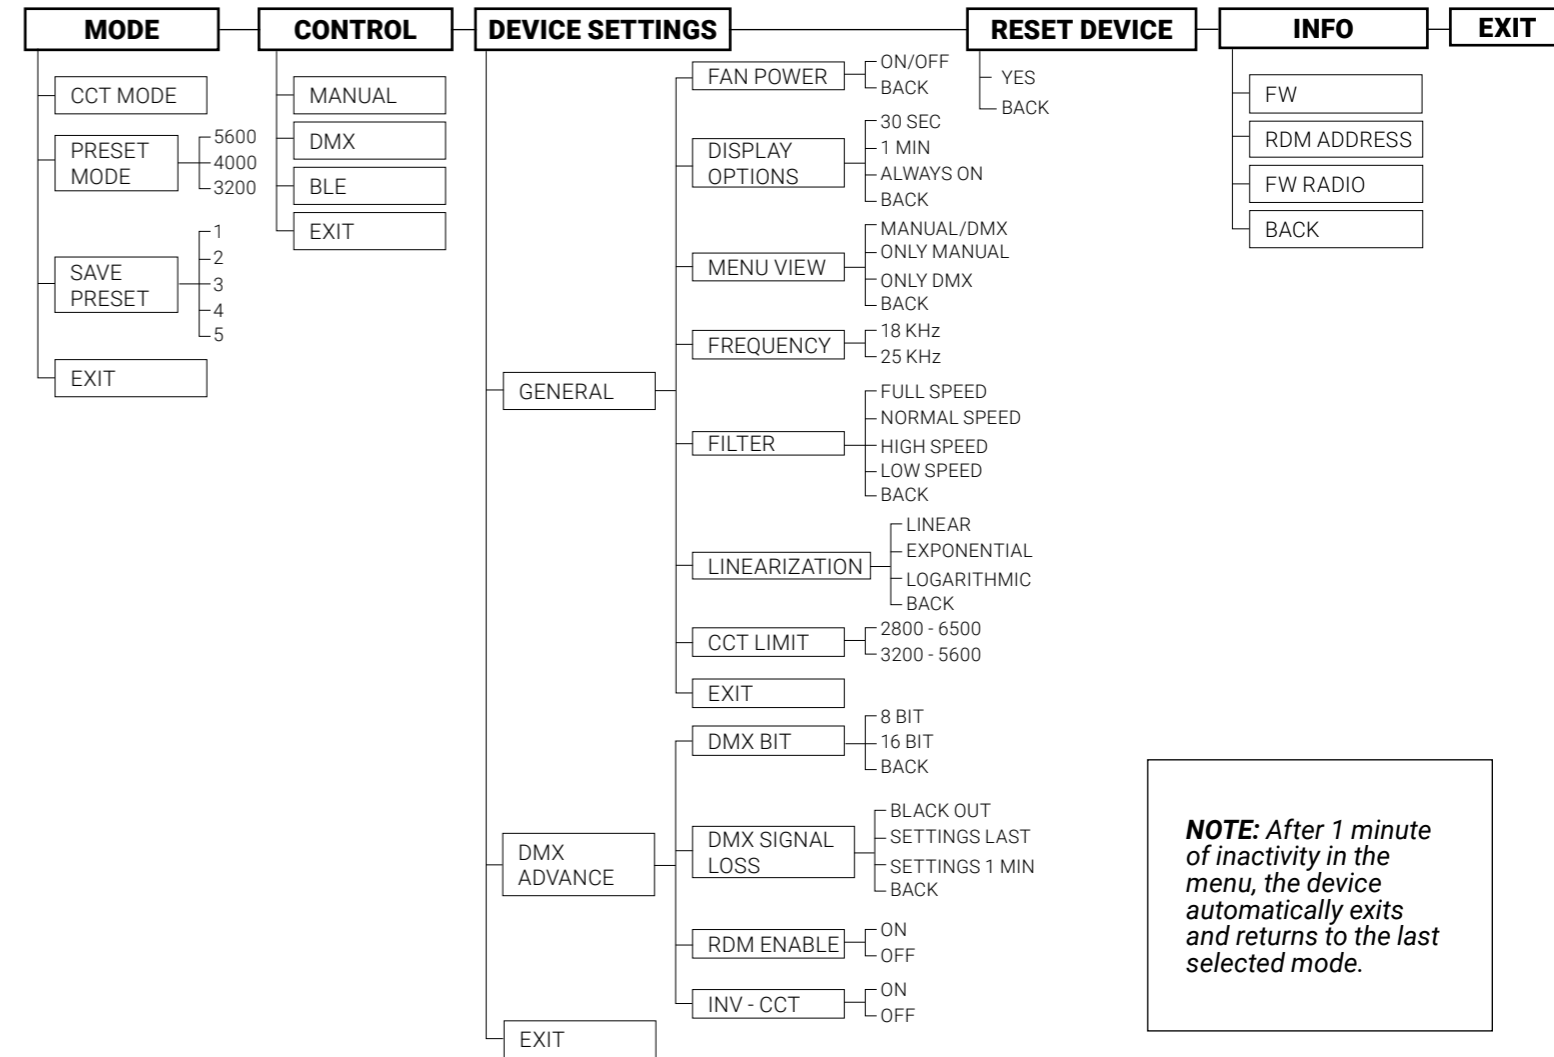 MODE
CONTROL
DEVICE SETTINGS
RESET DEVICE
INFO
EXIT
CCT MODE
PRESET
MODE
5600
4000
3200
SAVE
PRESET
1
2
3
4
5
EXIT
MANUAL
DMX
BLE
EXIT
GENERAL
FAN POWER
ON/OFF
BACK
DISPLAY
OPTIONS
30 SEC
1 MIN
ALWAYS ON
BACK
MENU VIEW
MANUAL/DMX
ONLY MANUAL
ONLY DMX
BACK
FREQUENCY
18 KHz
25 KHz
FILTER
FULL SPEED
NORMAL SPEED
HIGH SPEED
LOW SPEED
BACK
LINEARIZATION
LINEAR
EXPONENTIAL
LOGARITHMIC
BACK
CCT LIMIT
2800 - 6500
3200 - 5600
EXIT
DMX
ADVANCE
DMX BIT
8 BIT
16 BIT
BACK
DMX SIGNAL
LOSS
BLACK OUT
SETTINGS LAST
SETTINGS 1 MIN
BACK
RDM ENABLE
ON
OFF
INV - CCT
ON
OFF
EXIT
YES
BACK
FW
RDM ADDRESS
FW RADIO
BACK
NOTE: After 1 minute
of inactivity in the
menu, the device
automatically exits
and returns to the last
selected mode.